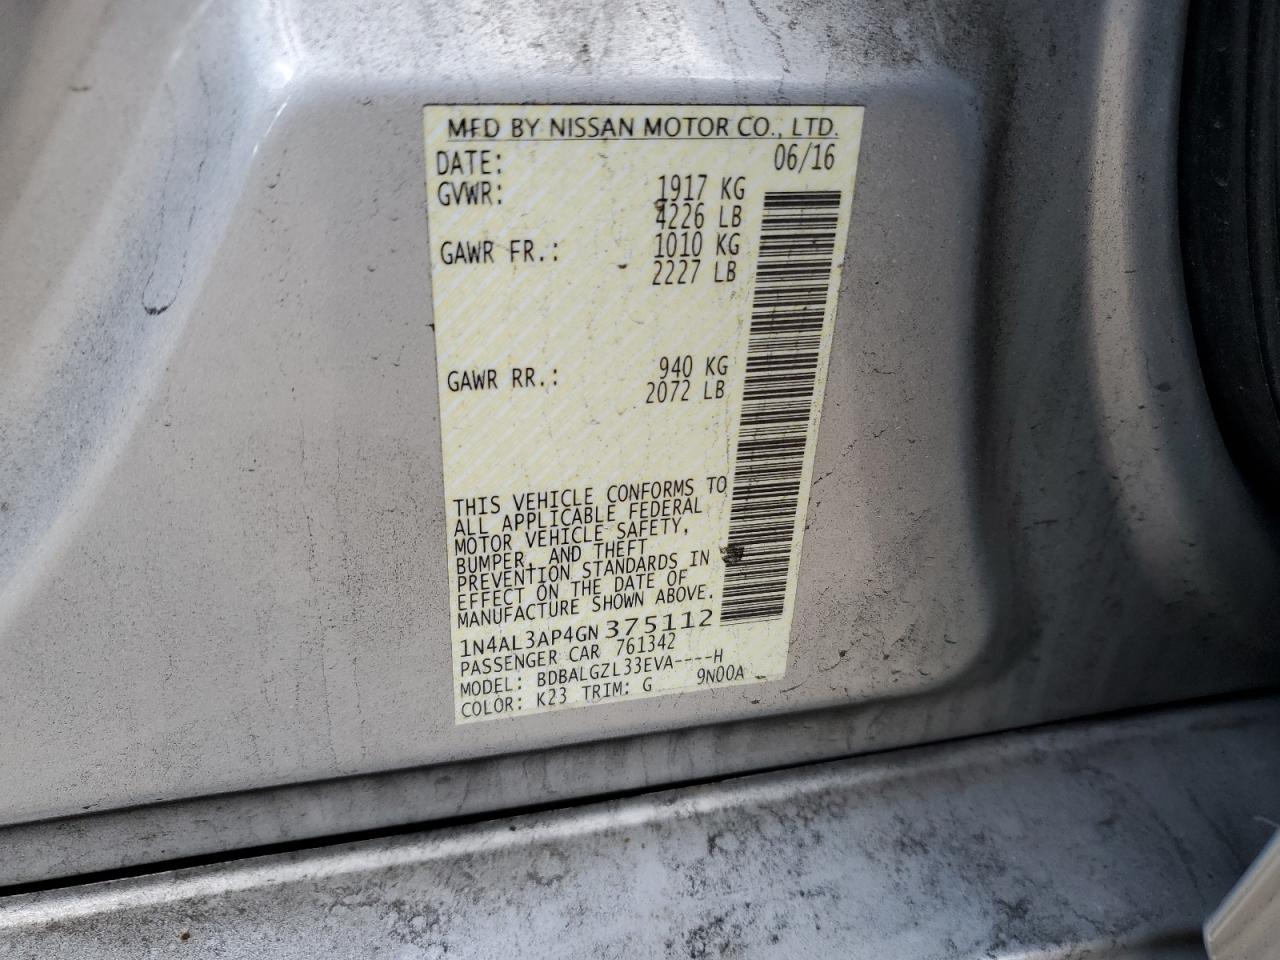 MFD BY NISSAN MOTOR CO., LTD.
DATE: 06/16
GVWR: 1917 KG
4226 LB
GAWR FR.: 1010 KG
2227 LB
GAWR RR.: 940 KG
2072 LB
THIS VEHICLE CONFORMS TO
ALL APPLICABLE FEDERAL
MOTOR VEHICLE SAFETY,
BUMPER, AND THEFT
PREVENTION STANDARDS IN
EFFECT ON THE DATE OF
MANUFACTURE SHOWN ABOVE.
1N4AL3AP4GN375112
PASSENGER CAR 761342
MODEL: BDBALGZL33EVA----H
COLOR: K23 TRIM: G 9N00A